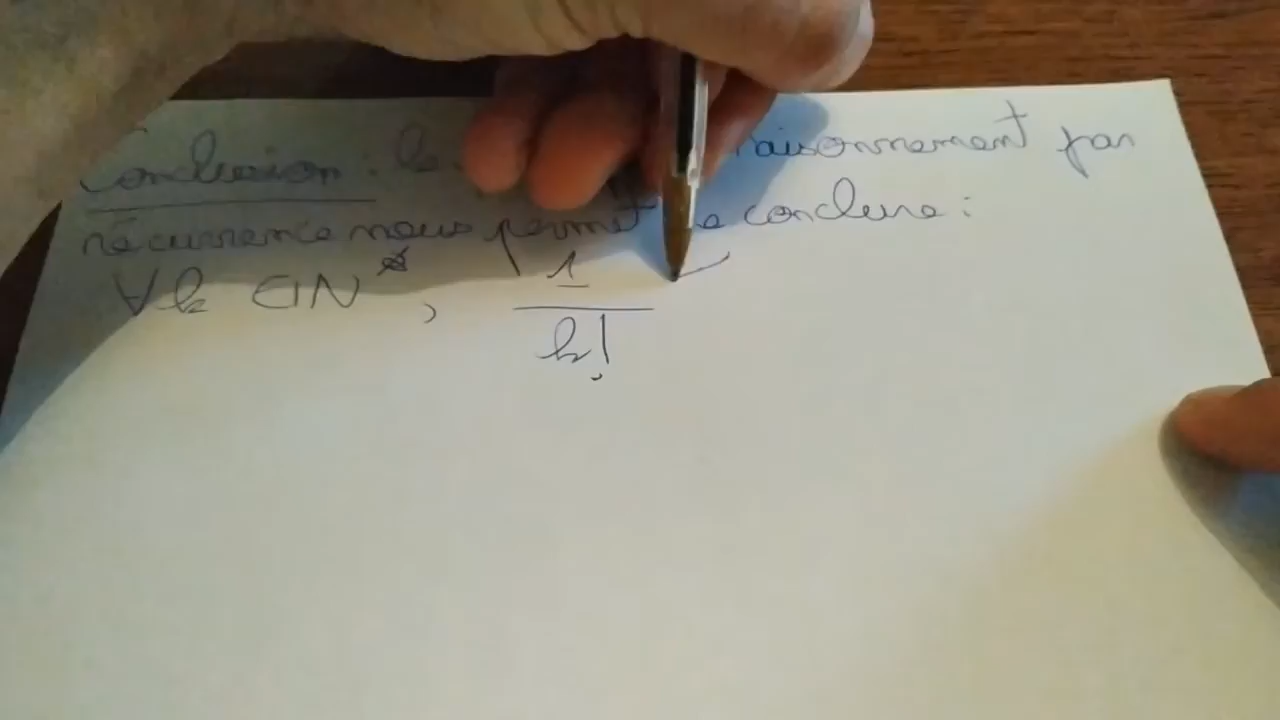 Conclusion : le raisonnement par
récurrence nous permet de conclure :
∀k ∈ ℕ*, 1/k! ≤